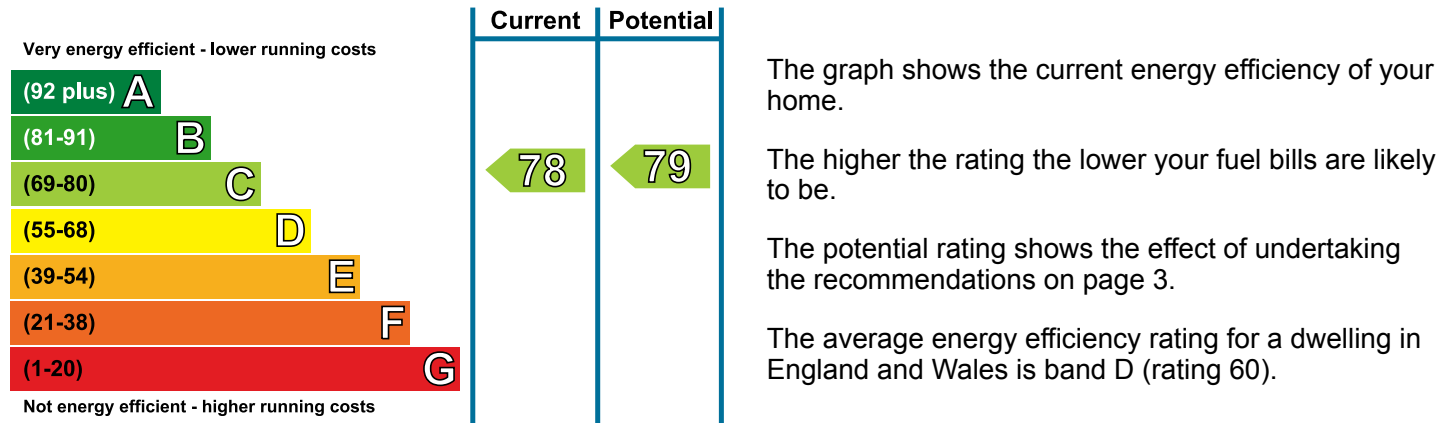 Current Potential
Very energy efficient - lower running costs
(92 plus) A
(81-91) B
(69-80) C
78 79
(55-68) D
(39-54) E
(21-38) F
(1-20) G
Not energy efficient - higher running costs
The graph shows the current energy efficiency of your
home.
The higher the rating the lower your fuel bills are likely
to be.
The potential rating shows the effect of undertaking
the recommendations on page 3.
The average energy efficiency rating for a dwelling in
England and Wales is band D (rating 60).